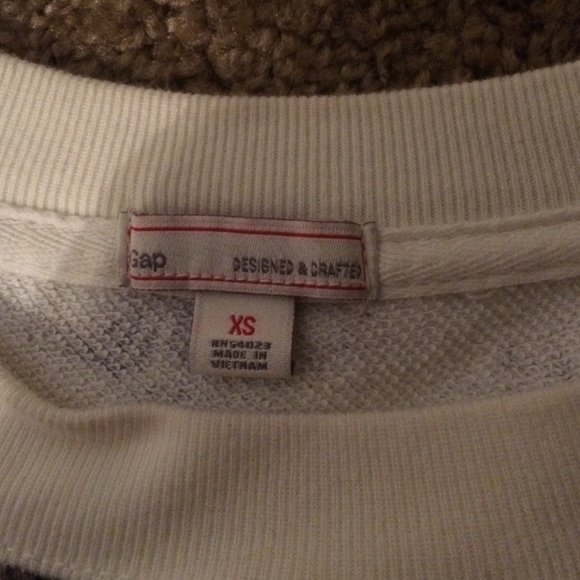 Gap DESIGNED & CRAFTED
XS
RN54023
MADE IN
VIETNAM